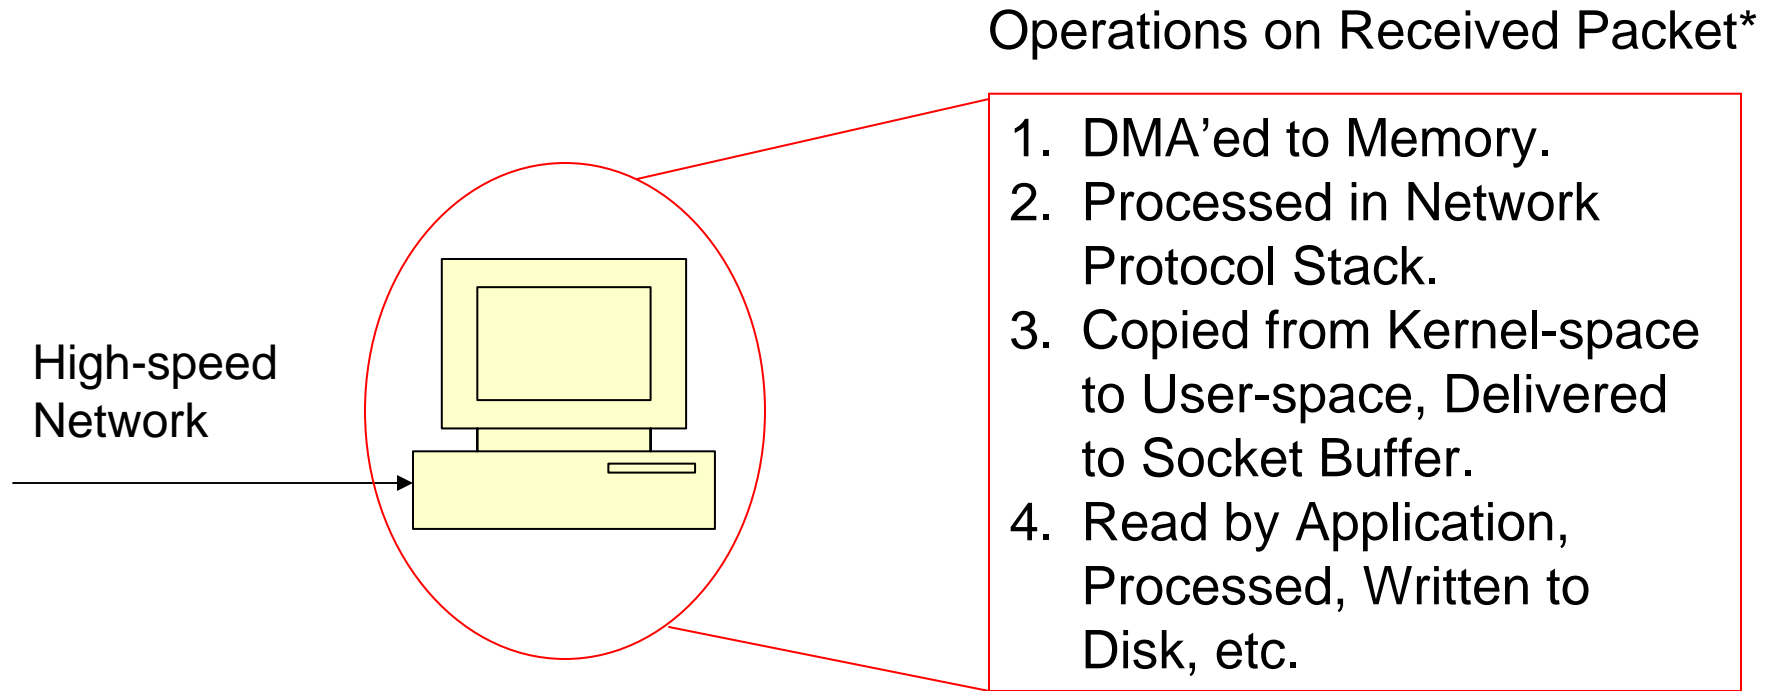 Operations on Received Packet*
1. DMA’ed to Memory.
2. Processed in Network
Protocol Stack.
3. Copied from Kernel-space
to User-space, Delivered
to Socket Buffer.
4. Read by Application,
Processed, Written to
Disk, etc.
High-speed
Network